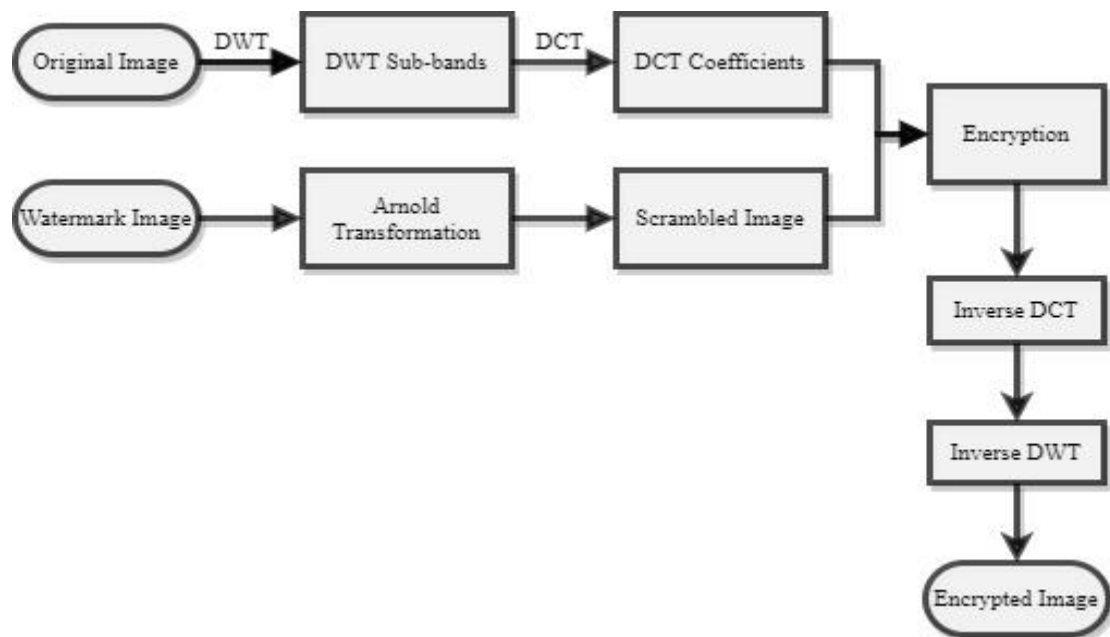 DWT
DCT
Original Image
DWT Sub-bands
DCT Coefficients
Encryption
Watermark Image
Arnold
Transformation
Scrambled Image
Inverse DCT
Inverse DWT
Encrypted Image